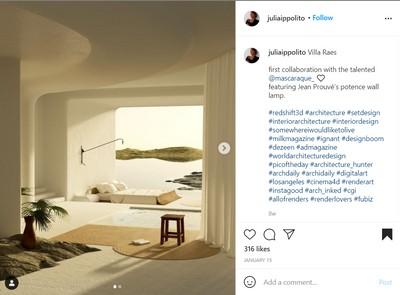 juliaippolito • Follow
juliaippolito Villa Raes
first collaboration with the talented
@mascaraque_
featuring Jean Prouvé's potence wall
lamp.
#redshift3d #architecture #setdesign
#interiorarchitecture #interiordesign
#somewhereiwouldliketolive
#milkmagazine #ignant #designboom
#dezeen #admagazine
#worldarchitecturedesign
#picoftheday #architecture_hunter
#archdaily #archidaily #digitalart
#losangeles #cinema4d #renderart
#instagood #arch_inked #cgi
#allofrenders #renderlovers #fubiz
316 likes
JANUARY 15
Add a comment... Post